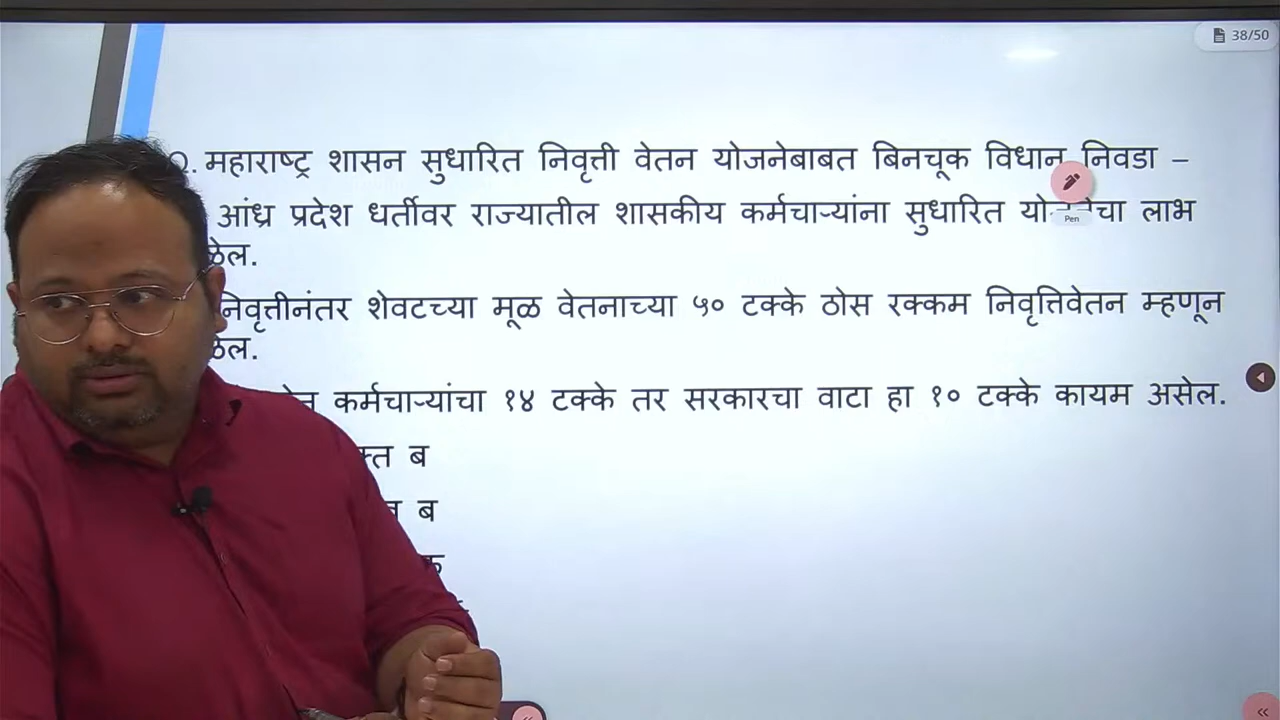 38/50
Q. महाराष्ट्र शासन सुधारित निवृत्ती वेतन योजनेबाबत बिनचूक विधान निवडा –
आंध्र प्रदेश धर्तीवर राज्यातील शासकीय कर्मचाऱ्यांना सुधारित लाभ
Pen
निवृत्तीनंतर शेवटच्या मूळ वेतनाच्या ५० टक्के ठोस रक्कम निवृत्तिवेतन म्हणून
कर्मचाऱ्यांचा १४ टक्के तर सरकारचा वाटा हा १० टक्के कायम असेल.
ब
ब